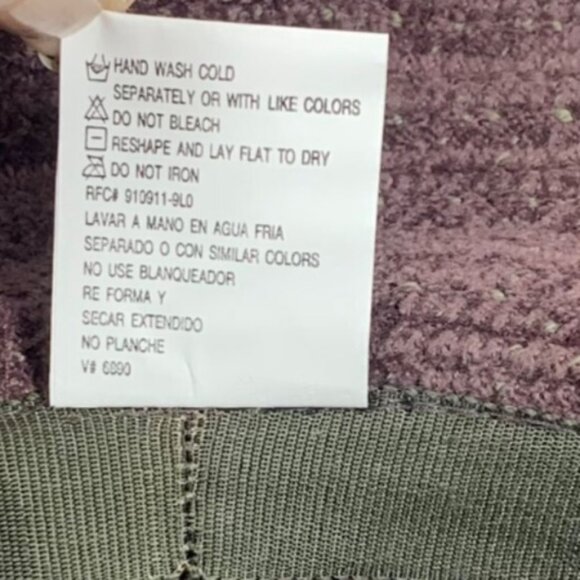 HAND WASH COLD
SEPARATELY OR WITH LIKE COLORS
DO NOT BLEACH
RESHAPE AND LAY FLAT TO DRY
DO NOT IRON
RFC# 910911-9L0
LAVAR A MANO EN AGUA FRIA
SEPARADO O CON SIMILAR COLORS
NO USE BLANQUEADOR
RE FORMA Y
SECAR EXTENDIDO
NO PLANCHE
V# 6890